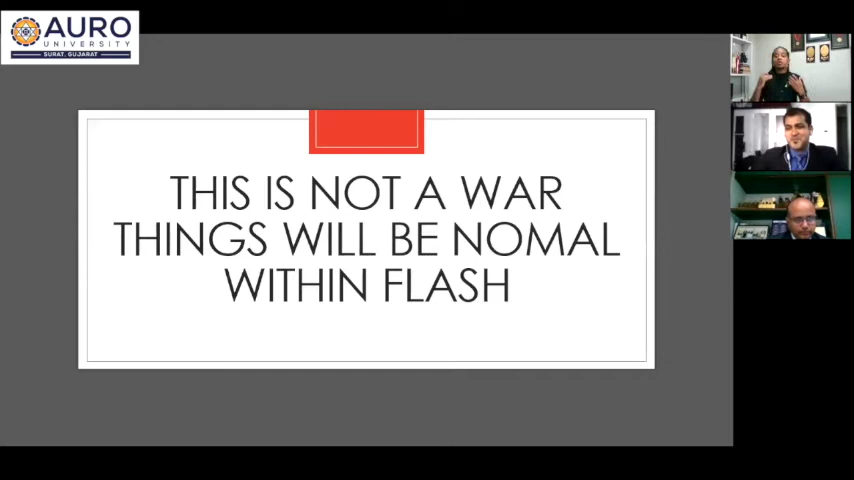 AURO
UNIVERSITY
SURAT, GUJARAT
THIS IS NOT A WAR
THINGS WILL BE NOMAL
WITHIN FLASH